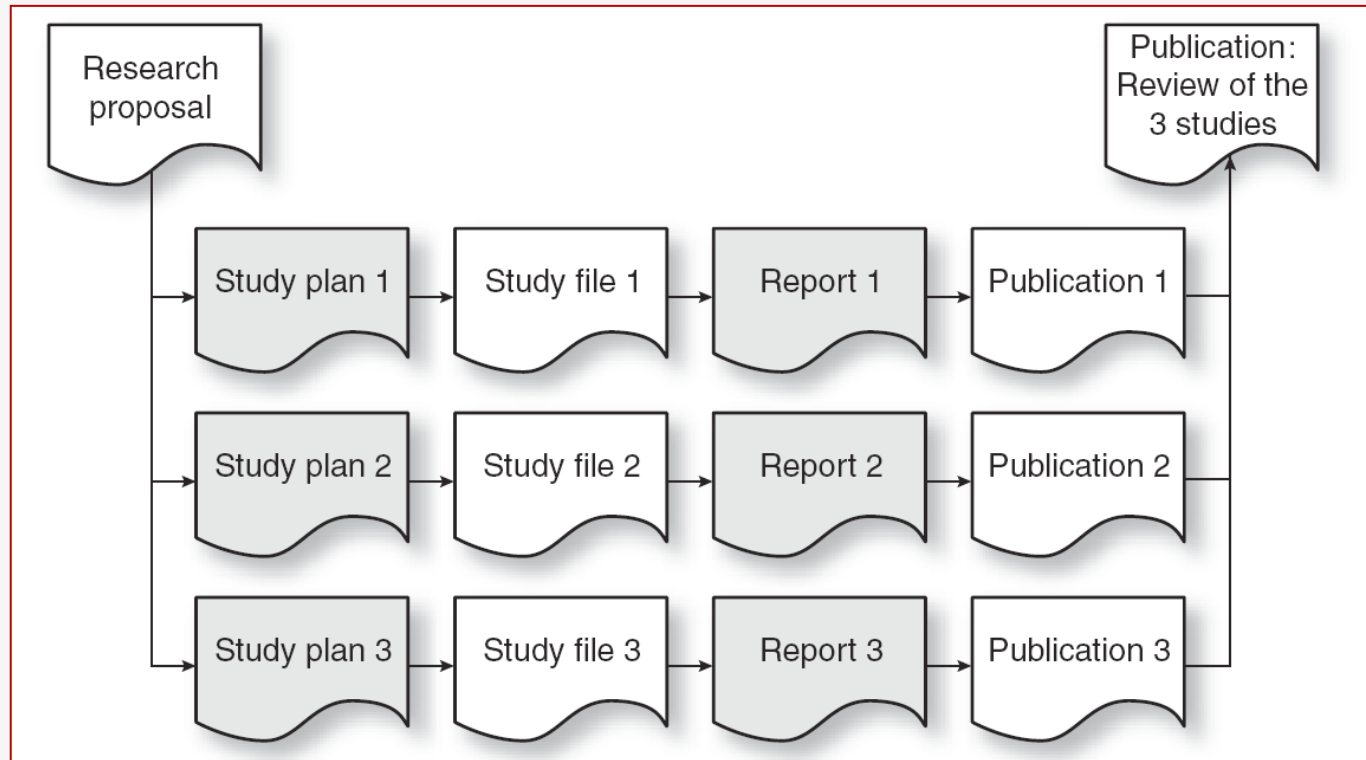 Research
proposal
Publication:
Review of the
3 studies
Study plan 1
Study file 1
Report 1
Publication 1
Study plan 2
Study file 2
Report 2
Publication 2
Study plan 3
Study file 3
Report 3
Publication 3